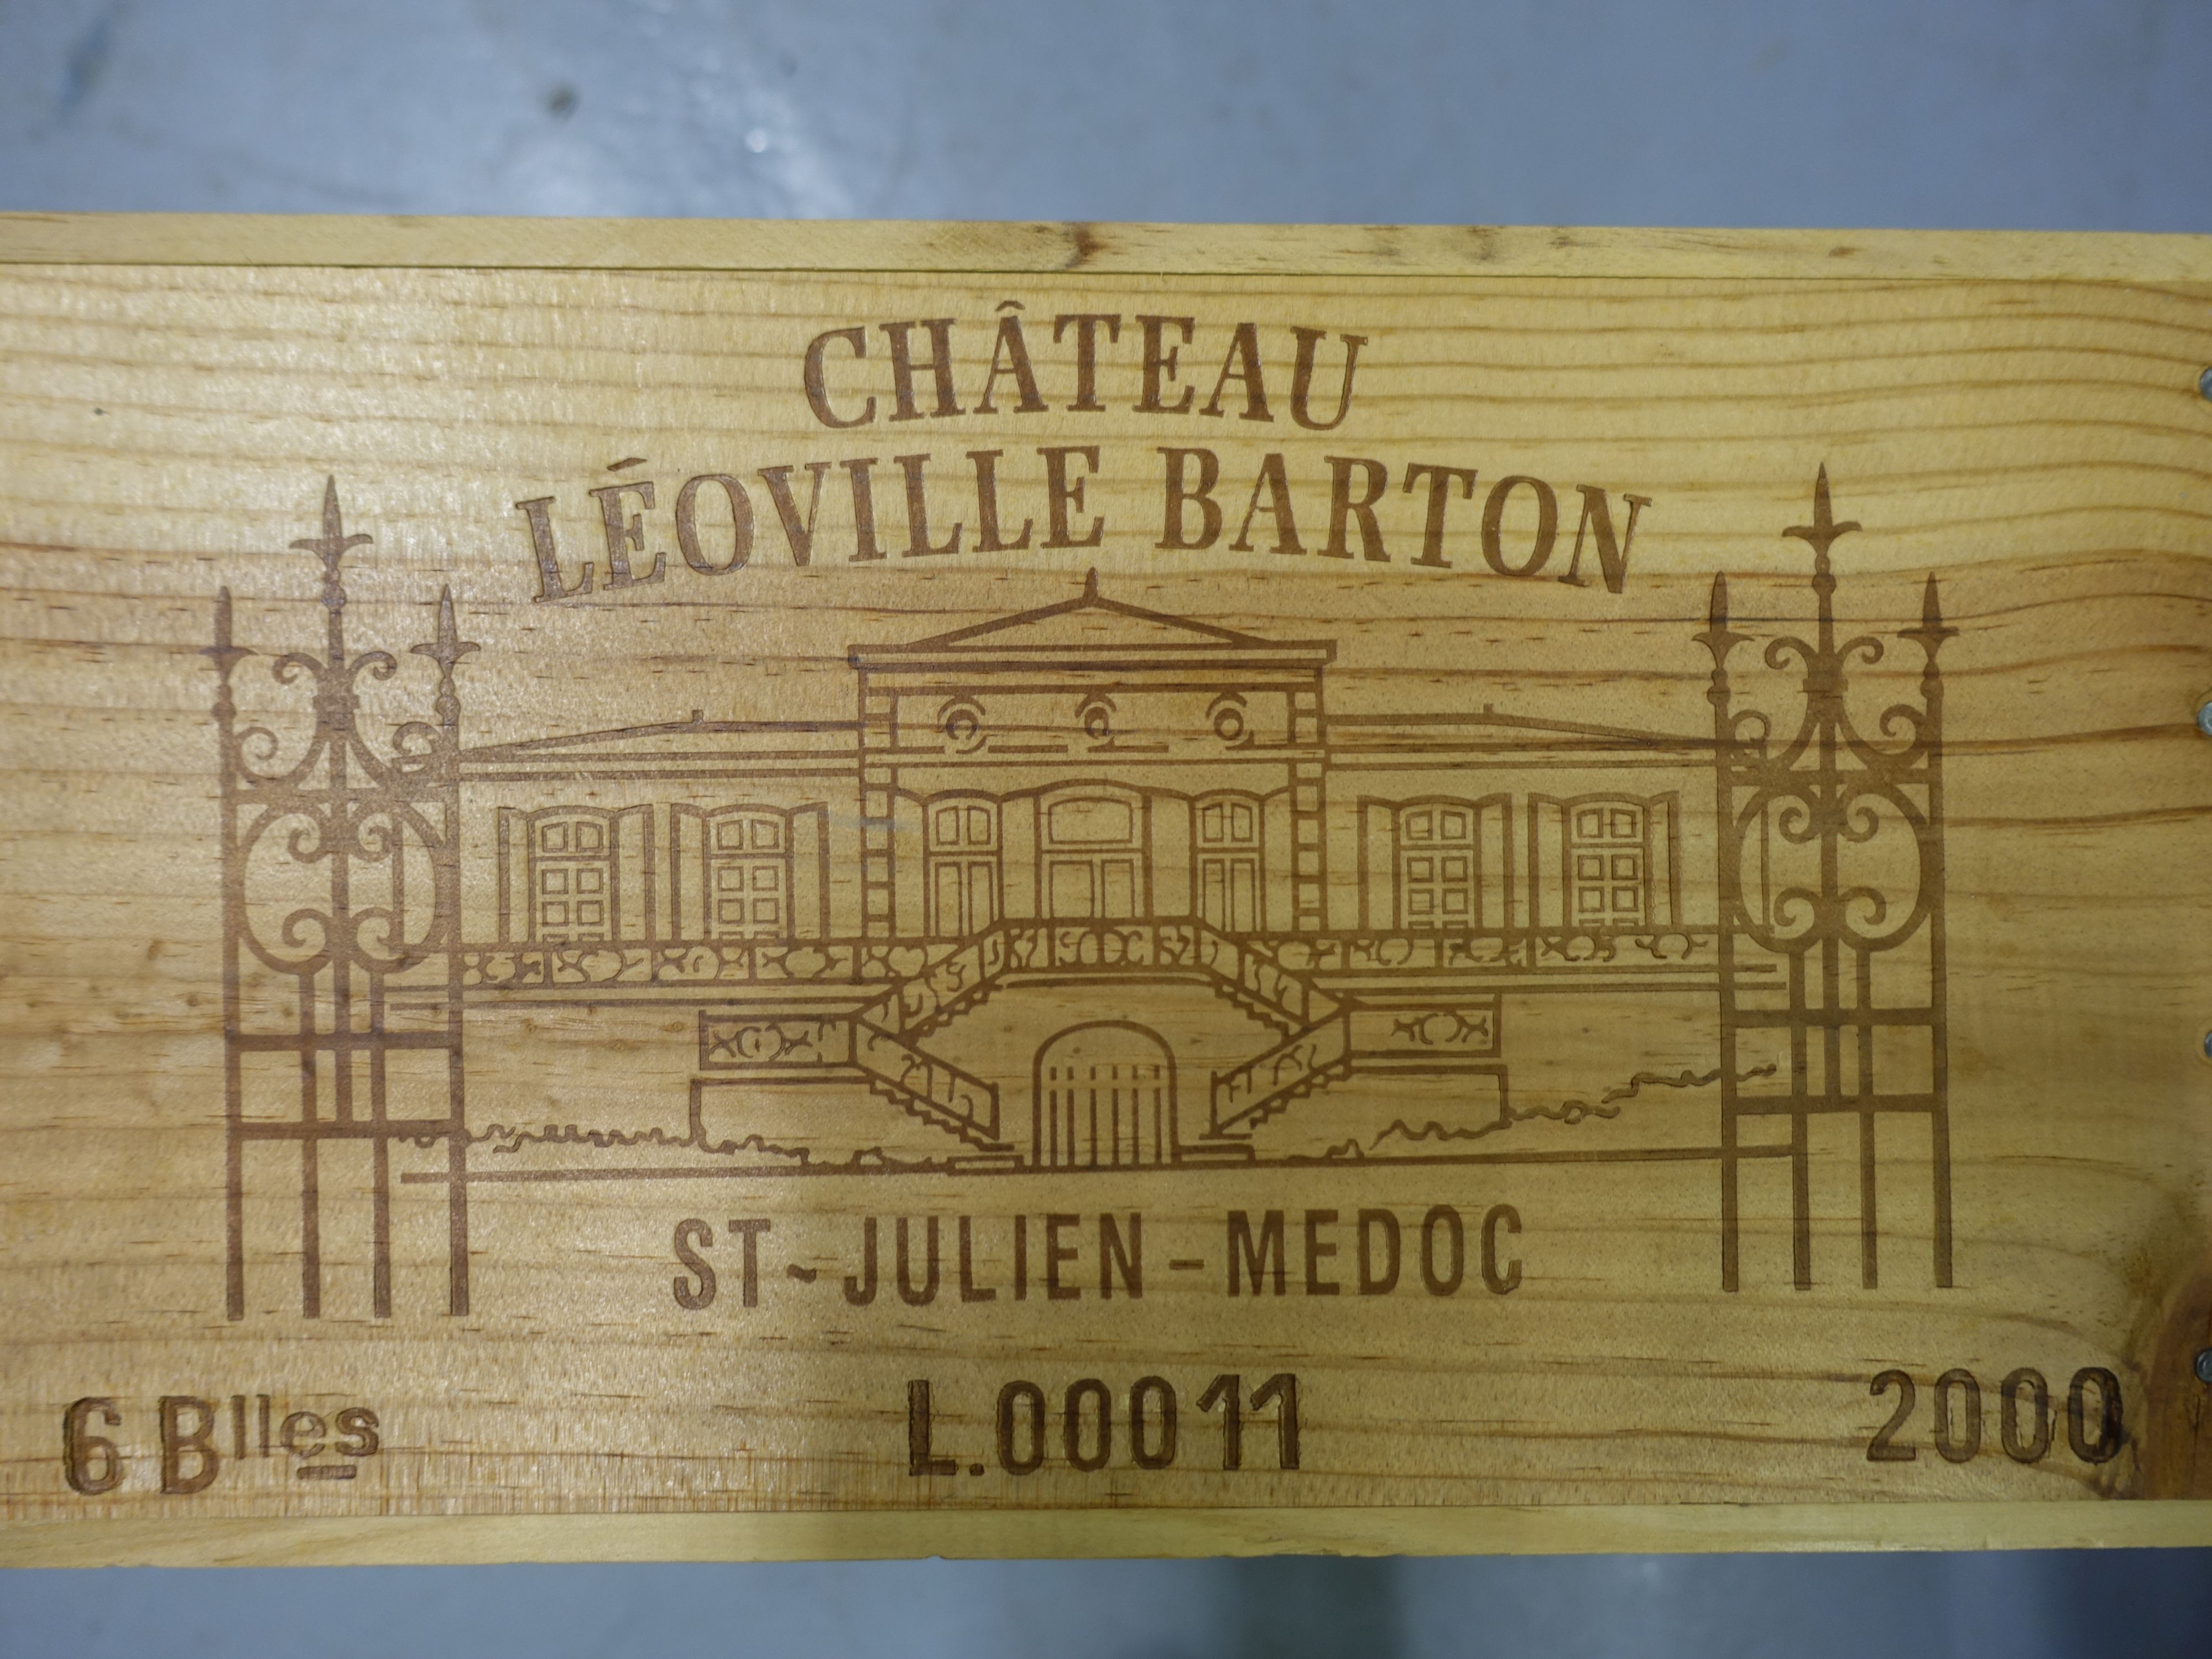 CHÂTEAU
LÉOVILLE BARTON
ST-JULIEN-MEDOC
6 Blles L.00011 2000